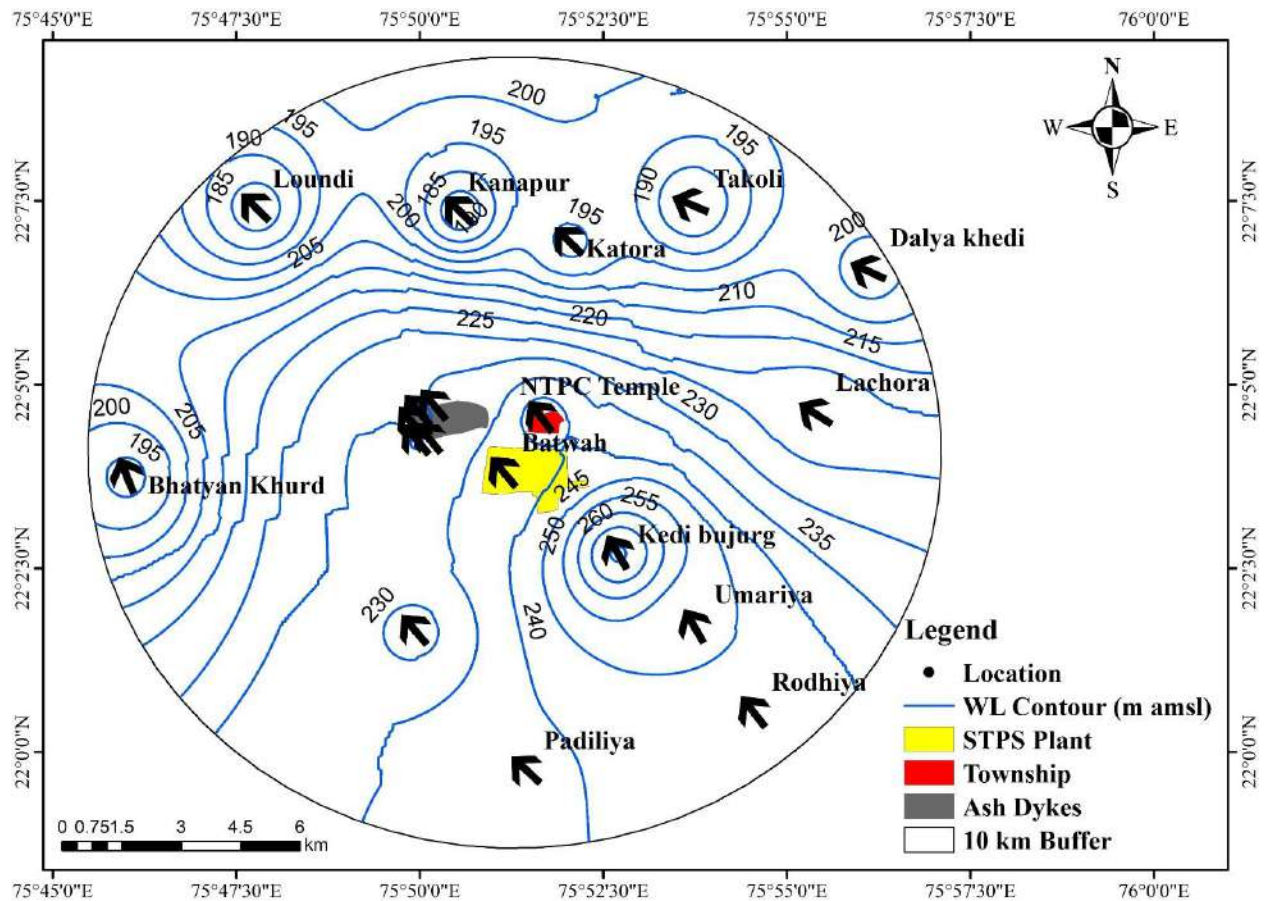 75°45'0"E 75°47'30"E 75°50'0"E 75°52'30"E 75°55'0"E 75°57'30"E 76°0'0"E
N
W E
S
22°7'30"N 22°7'30"N
22°5'0"N 22°5'0"N
22°2'30"N 22°2'30"N
22°0'0"N 22°0'0"N
200
195
190
185
Loundi
195
185
Kanapur
180
200
205
195
Katora
195
190
Takoli
200
Dalya khedi
210
215
220
225
Lachora
NTPC Temple
230
200
205
195
Bhatyan Khurd
Batwah
245
250
255
260
Kedi bujurg
235
230
240
Umariya
Rodhiya
Padiliya
Legend
Location
WL Contour (m amsl)
STPS Plant
Township
Ash Dykes
10 km Buffer
0 0.75 1.5 3 4.5 6
km
75°45'0"E 75°47'30"E 75°50'0"E 75°52'30"E 75°55'0"E 75°57'30"E 76°0'0"E